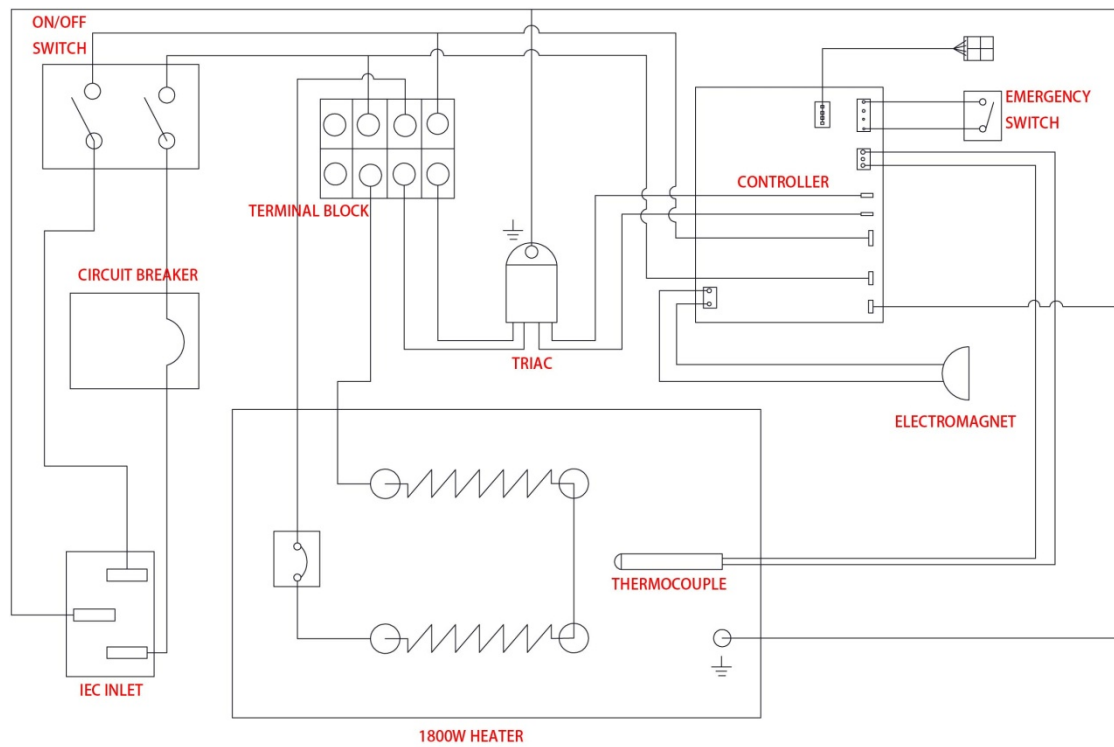 ON/OFF
SWITCH
EMERGENCY
SWITCH
CONTROLLER
TERMINAL BLOCK
CIRCUIT BREAKER
TRIAC
ELECTROMAGNET
THERMOCOUPLE
IEC INLET
1800W HEATER